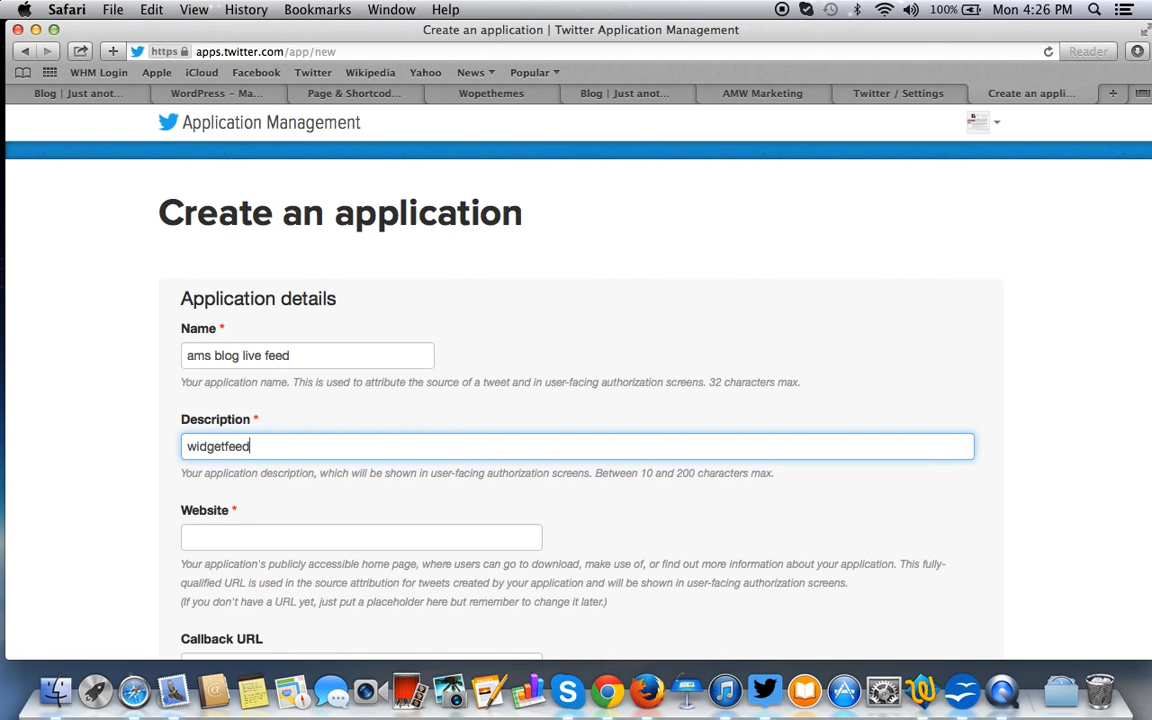 Safari File Edit View History Bookmarks Window Help 100% Mon 4:26 PM
Create an application | Twitter Application Management
https apps.twitter.com/app/new Reader
WHM Login Apple iCloud Facebook Twitter Wikipedia Yahoo News Popular
Blog | Just anot... WordPress – Ma... Page & Shortcod... Wopethemes Blog | Just anot... AMW Marketing Twitter / Settings Create an appli...
Application Management
Create an application
Application details
Name *
ams blog live feed
Your application name. This is used to attribute the source of a tweet and in user-facing authorization screens. 32 characters max.
Description *
widgetfeed
Your application description, which will be shown in user-facing authorization screens. Between 10 and 200 characters max.
Website *
Your application's publicly accessible home page, where users can go to download, make use of, or find out more information about your application. This fully-
qualified URL is used in the source attribution for tweets created by your application and will be shown in user-facing authorization screens.
(If you don't have a URL yet, just put a placeholder here but remember to change it later.)
Callback URL